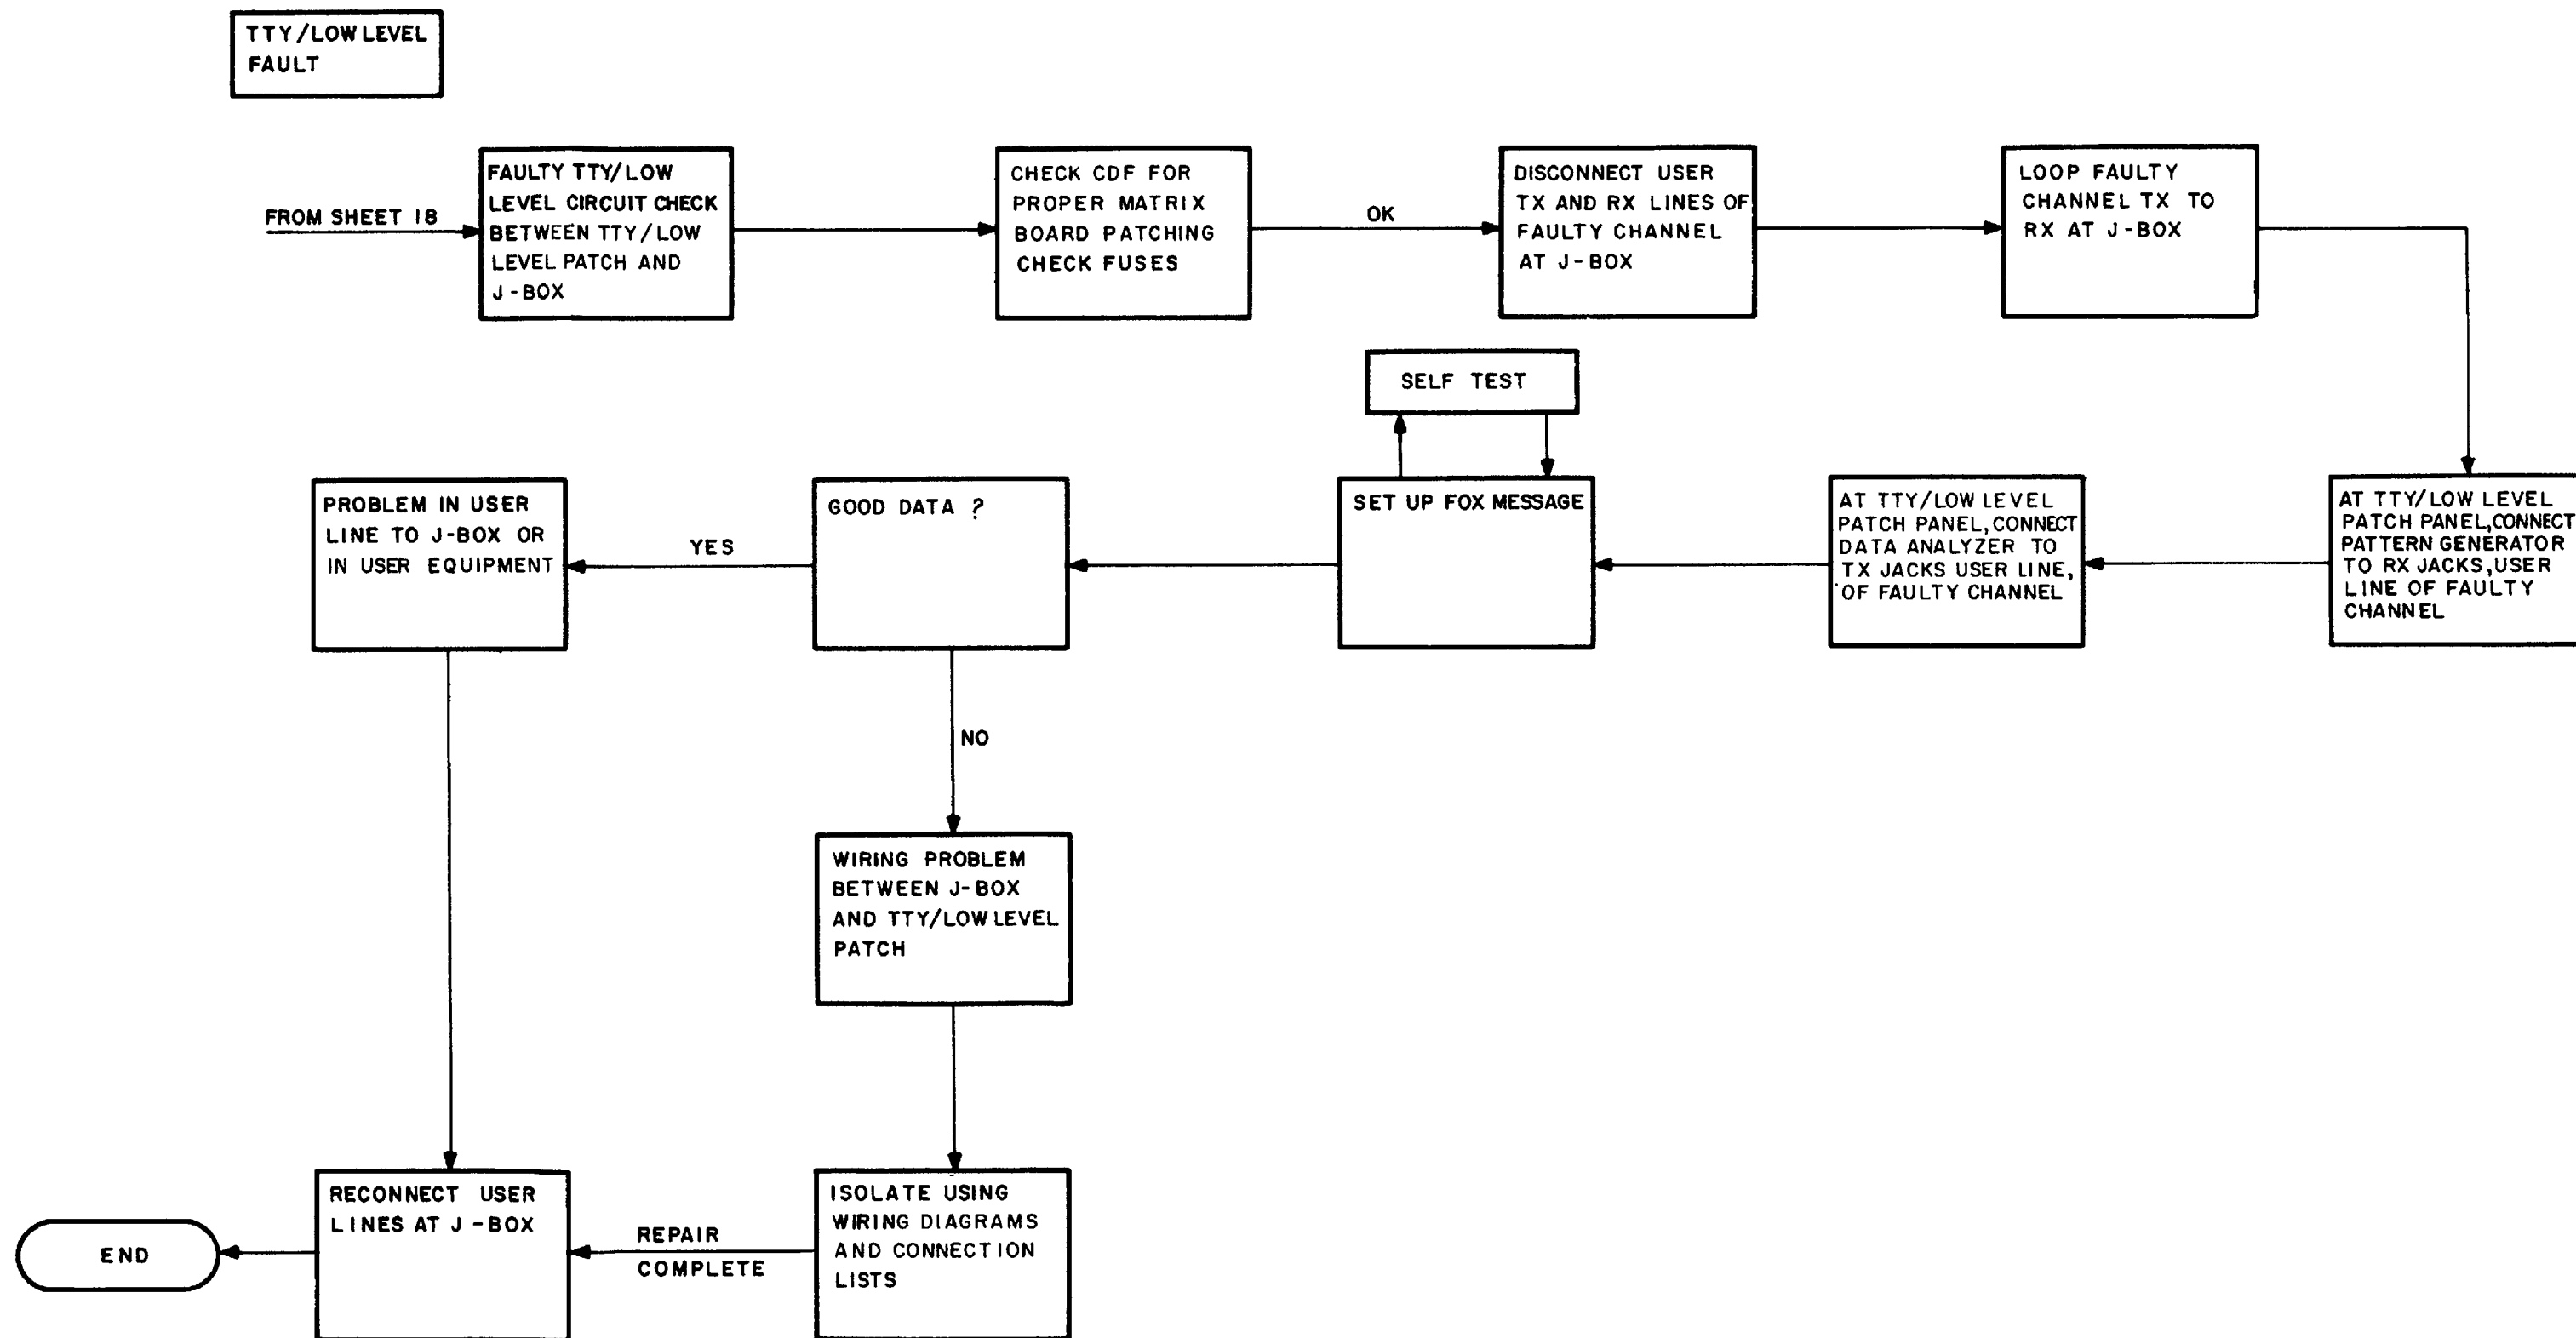 TTY/LOW LEVEL
FAULT
FROM SHEET 18
FAULTY TTY/LOW
LEVEL CIRCUIT CHECK
BETWEEN TTY/LOW
LEVEL PATCH AND
J-BOX
CHECK CDF FOR
PROPER MATRIX
BOARD PATCHING
CHECK FUSES
OK
DISCONNECT USER
TX AND RX LINES OF
FAULTY CHANNEL
AT J-BOX
LOOP FAULTY
CHANNEL TX TO
RX AT J-BOX
AT TTY/LOW LEVEL
PATCH PANEL, CONNECT
PATTERN GENERATOR
TO RX JACKS, USER
LINE OF FAULTY
CHANNEL
AT TTY/LOW LEVEL
PATCH PANEL, CONNECT
DATA ANALYZER TO
TX JACKS USER LINE,
OF FAULTY CHANNEL
SELF TEST
SET UP FOX MESSAGE
GOOD DATA ?
YES
PROBLEM IN USER
LINE TO J-BOX OR
IN USER EQUIPMENT
NO
WIRING PROBLEM
BETWEEN J-BOX
AND TTY/LOW LEVEL
PATCH
ISOLATE USING
WIRING DIAGRAMS
AND CONNECTION
LISTS
REPAIR
COMPLETE
RECONNECT USER
LINES AT J-BOX
END